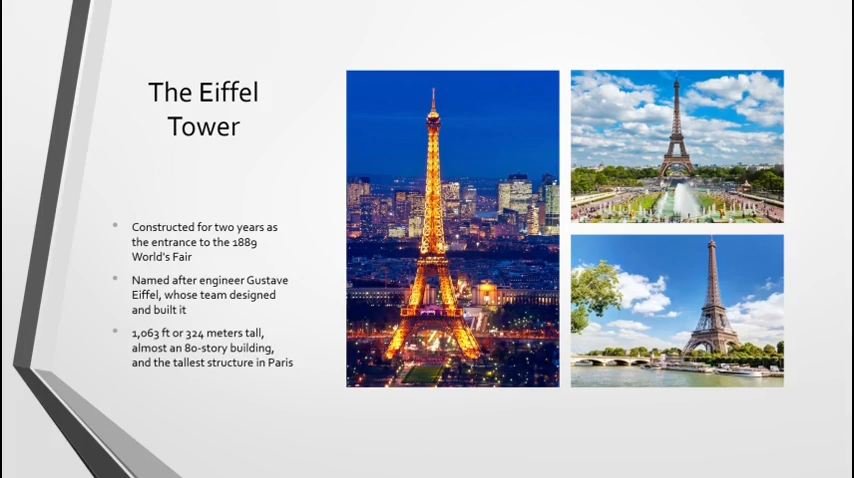 The Eiffel
Tower
Constructed for two years as
the entrance to the 1889
World's Fair
Named after engineer Gustave
Eiffel, whose team designed
and built it
1,063 ft or 324 meters tall,
almost an 80-story building,
and the tallest structure in Paris